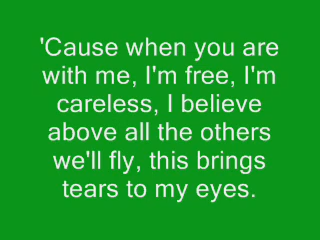 'Cause when you are
with me, I'm free, I'm
careless, I believe
above all the others
we'll fly, this brings
tears to my eyes.